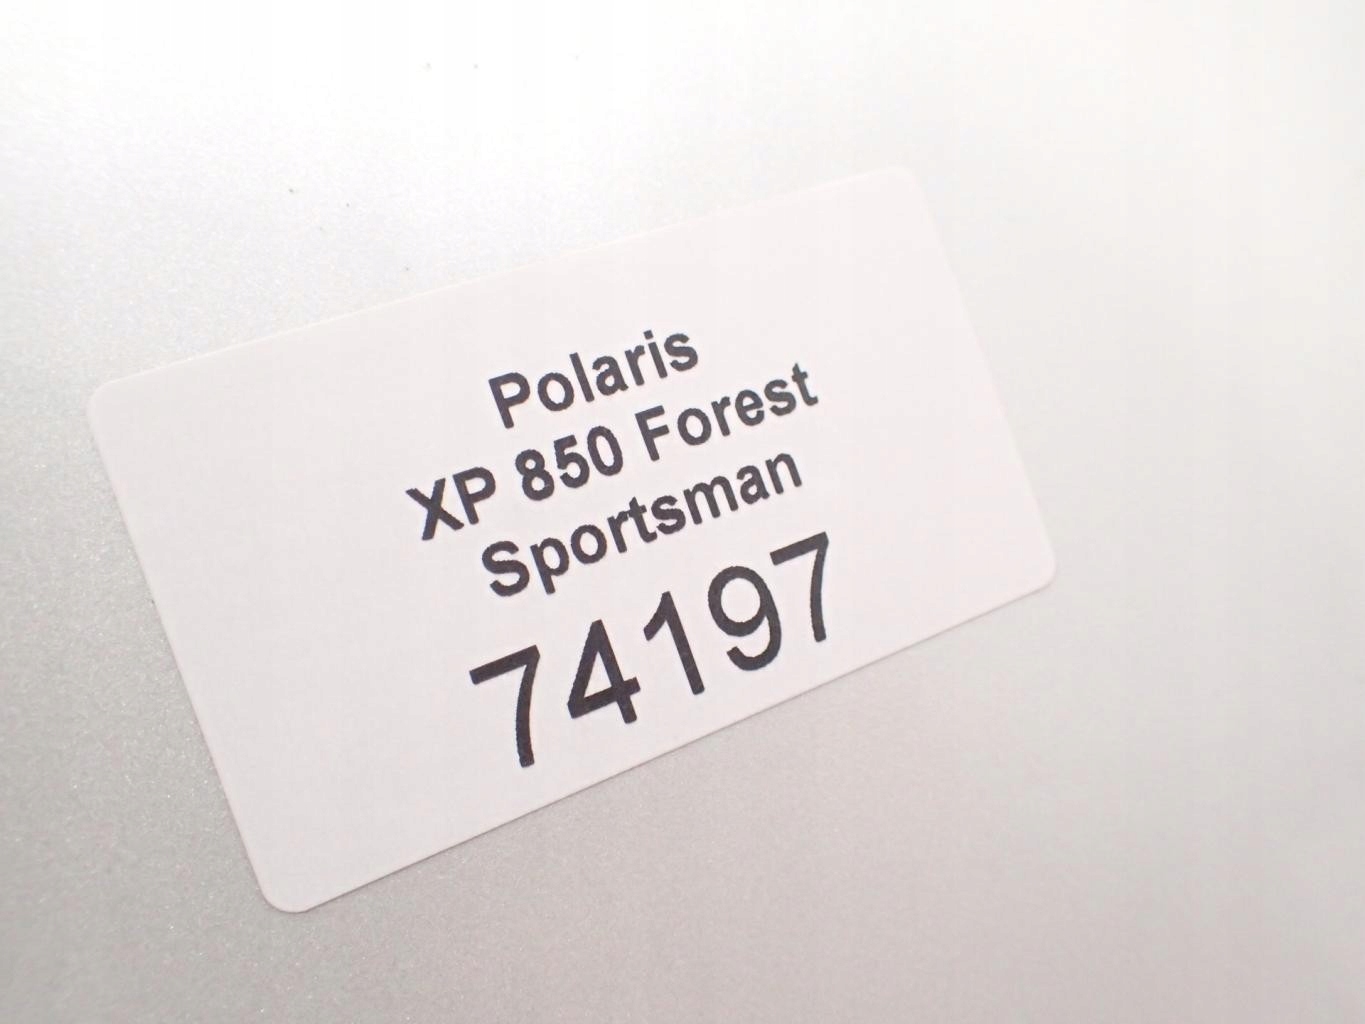 Polaris
XP 850 Forest
Sportsman
74197